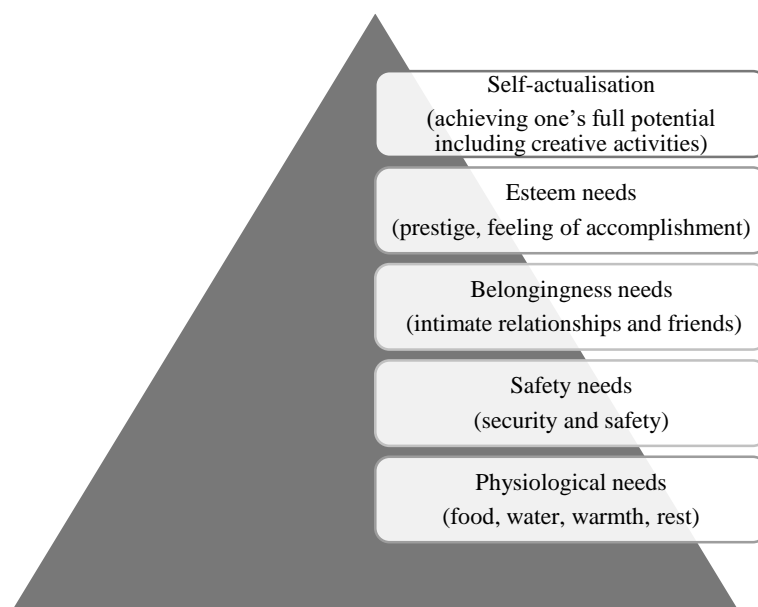 Self-actualisation
(achieving one’s full potential
including creative activities)
Esteem needs
(prestige, feeling of accomplishment)
Belongingness needs
(intimate relationships and friends)
Safety needs
(security and safety)
Physiological needs
(food, water, warmth, rest)